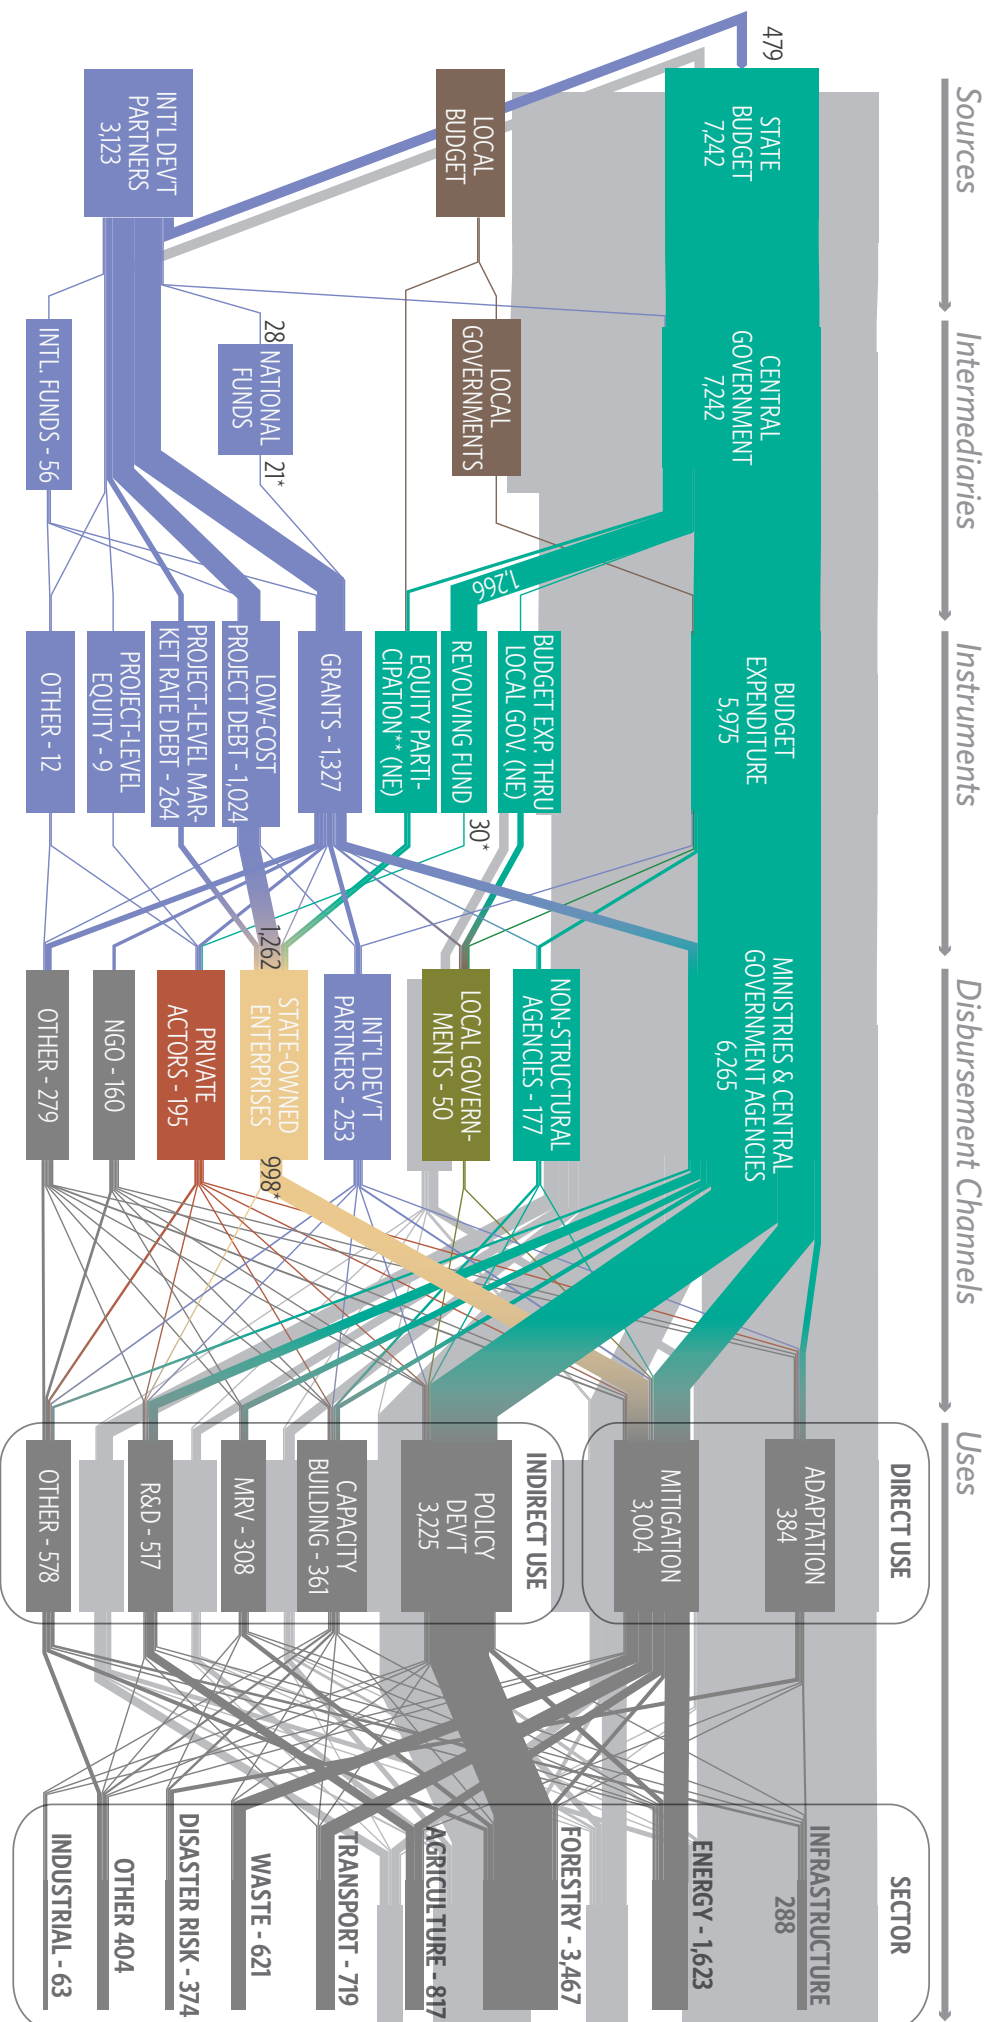 Sources
Intermediaries
Instruments
Disbursement Channels
Uses
479
STATE
BUDGET
7,242
LOCAL
BUDGET
INT'L DEV'T
PARTNERS
3,123
CENTRAL
GOVERNMENT
7,242
LOCAL
GOVERNMENTS
28
NATIONAL
FUNDS
21*
INTL. FUNDS - 56
1,266
BUDGET
EXPENDITURE
5,975
BUDGET EXP. THRU
LOCAL GOV. (NE)
REVOLVING FUND
30*
EQUITY PARTI-
CIPATION** (NE)
GRANTS - 1,327
LOW-COST
PROJECT DEBT - 1,024
PROJECT-LEVEL MAR-
KET RATE DEBT - 264
PROJECT-LEVEL
EQUITY - 9
OTHER - 12
MINISTRIES & CENTRAL
GOVERNMENT AGENCIES
6,265
NON-STRUCTURAL
AGENCIES - 177
LOCAL GOVERN-
MENTS - 50
INT'L DEV'T
PARTNERS - 253
1,262
STATE-OWNED
ENTERPRISES
998*
PRIVATE
ACTORS - 195
NGO - 160
OTHER - 279
DIRECT USE
ADAPTATION
384
MITIGATION
3,004
INDIRECT USE
POLICY
DEV'T
3,225
CAPACITY
BUILDING - 361
MRV - 308
R&D - 517
OTHER - 578
SECTOR
INFRASTRUCTURE
288
ENERGY - 1,623
FORESTRY - 3,467
AGRICULTURE - 817
TRANSPORT - 719
WASTE - 621
DISASTER RISK - 374
OTHER 404
INDUSTRIAL - 63